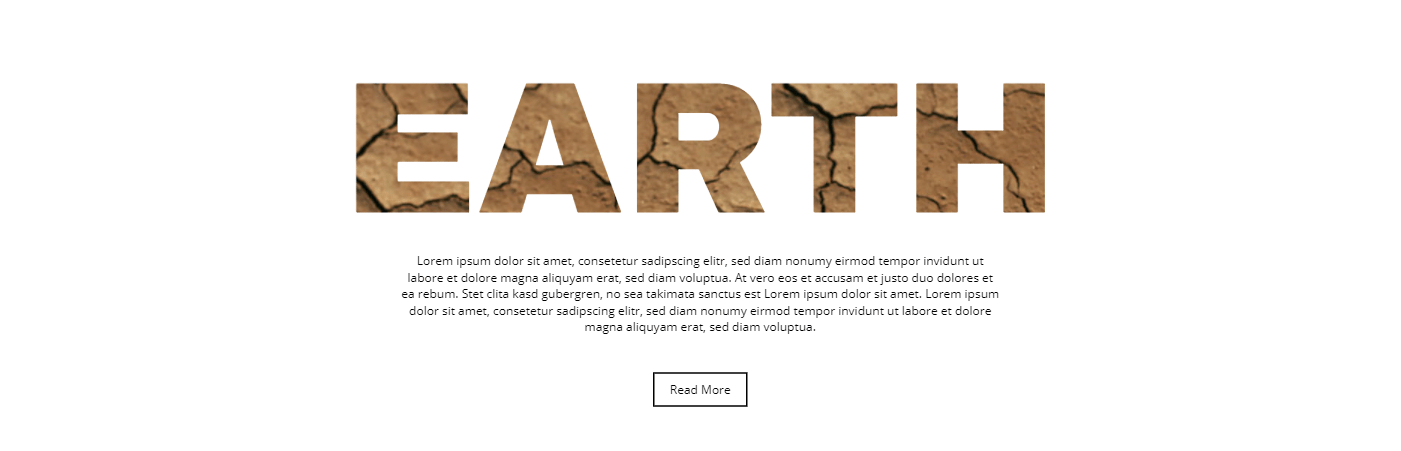 EARTH
Lorem ipsum dolor sit amet, consetetur sadipscing elitr, sed diam nonumy eirmod tempor invidunt ut
labore et dolore magna aliquyam erat, sed diam voluptua. At vero eos et accusam et justo duo dolores et
ea rebum. Stet clita kasd gubergren, no sea takimata sanctus est Lorem ipsum dolor sit amet. Lorem ipsum
dolor sit amet, consetetur sadipscing elitr, sed diam nonumy eirmod tempor invidunt ut labore et dolore
magna aliquyam erat, sed diam voluptua.
Read More